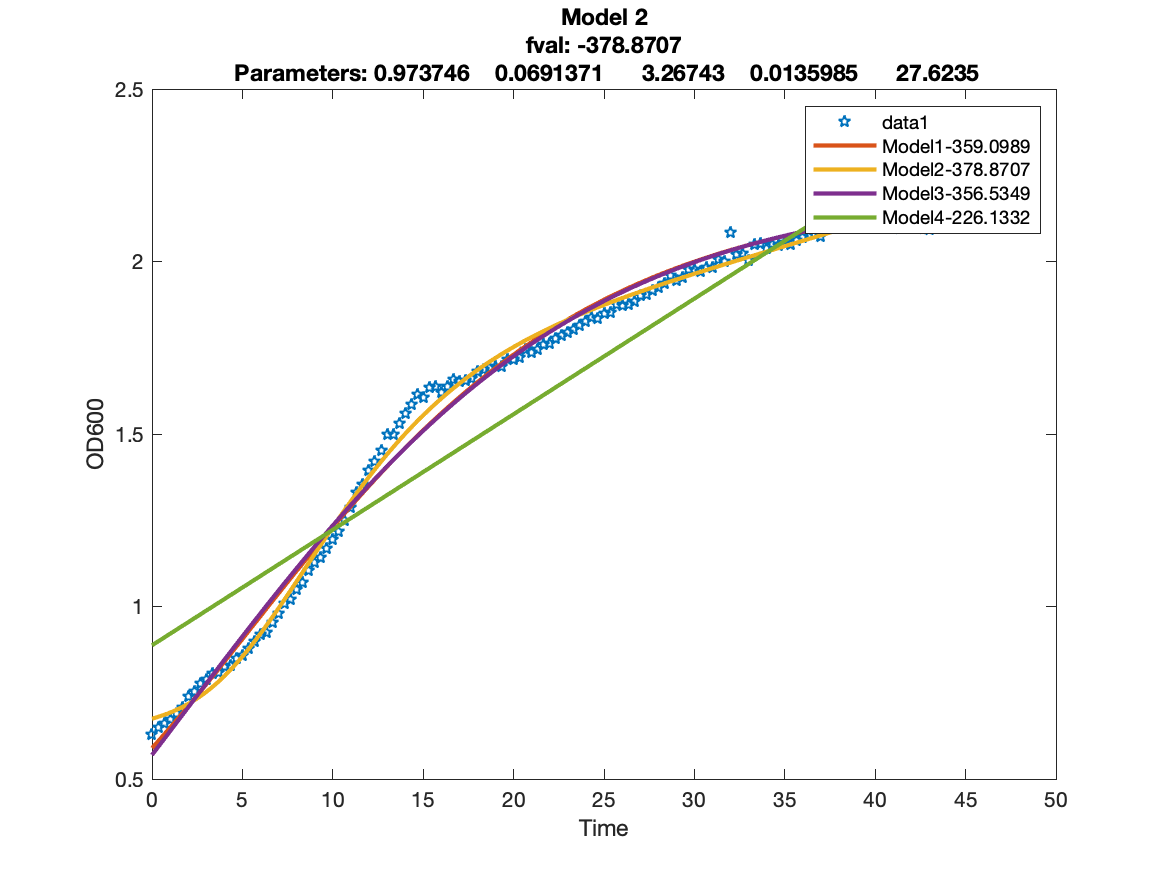 Model 2
fval: -378.8707
Parameters: 0.973746 0.0691371 3.26743 0.0135985 27.6235
2.5
2
1.5
1
0.5
OD600
data1
Model1-359.0989
Model2-378.8707
Model3-356.5349
Model4-226.1332
0 5 10 15 20 25 30 35 40 45 50
Time